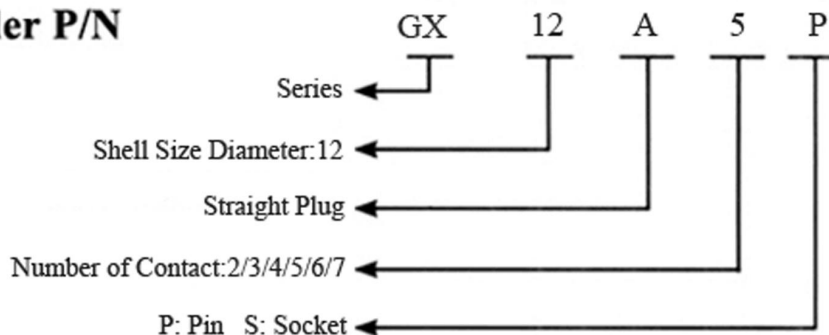 P/N GX 12 A 5 P
Series
Shell Size Diameter:12
Straight Plug
Number of Contact:2/3/4/5/6/7
P: Pin S: Socket